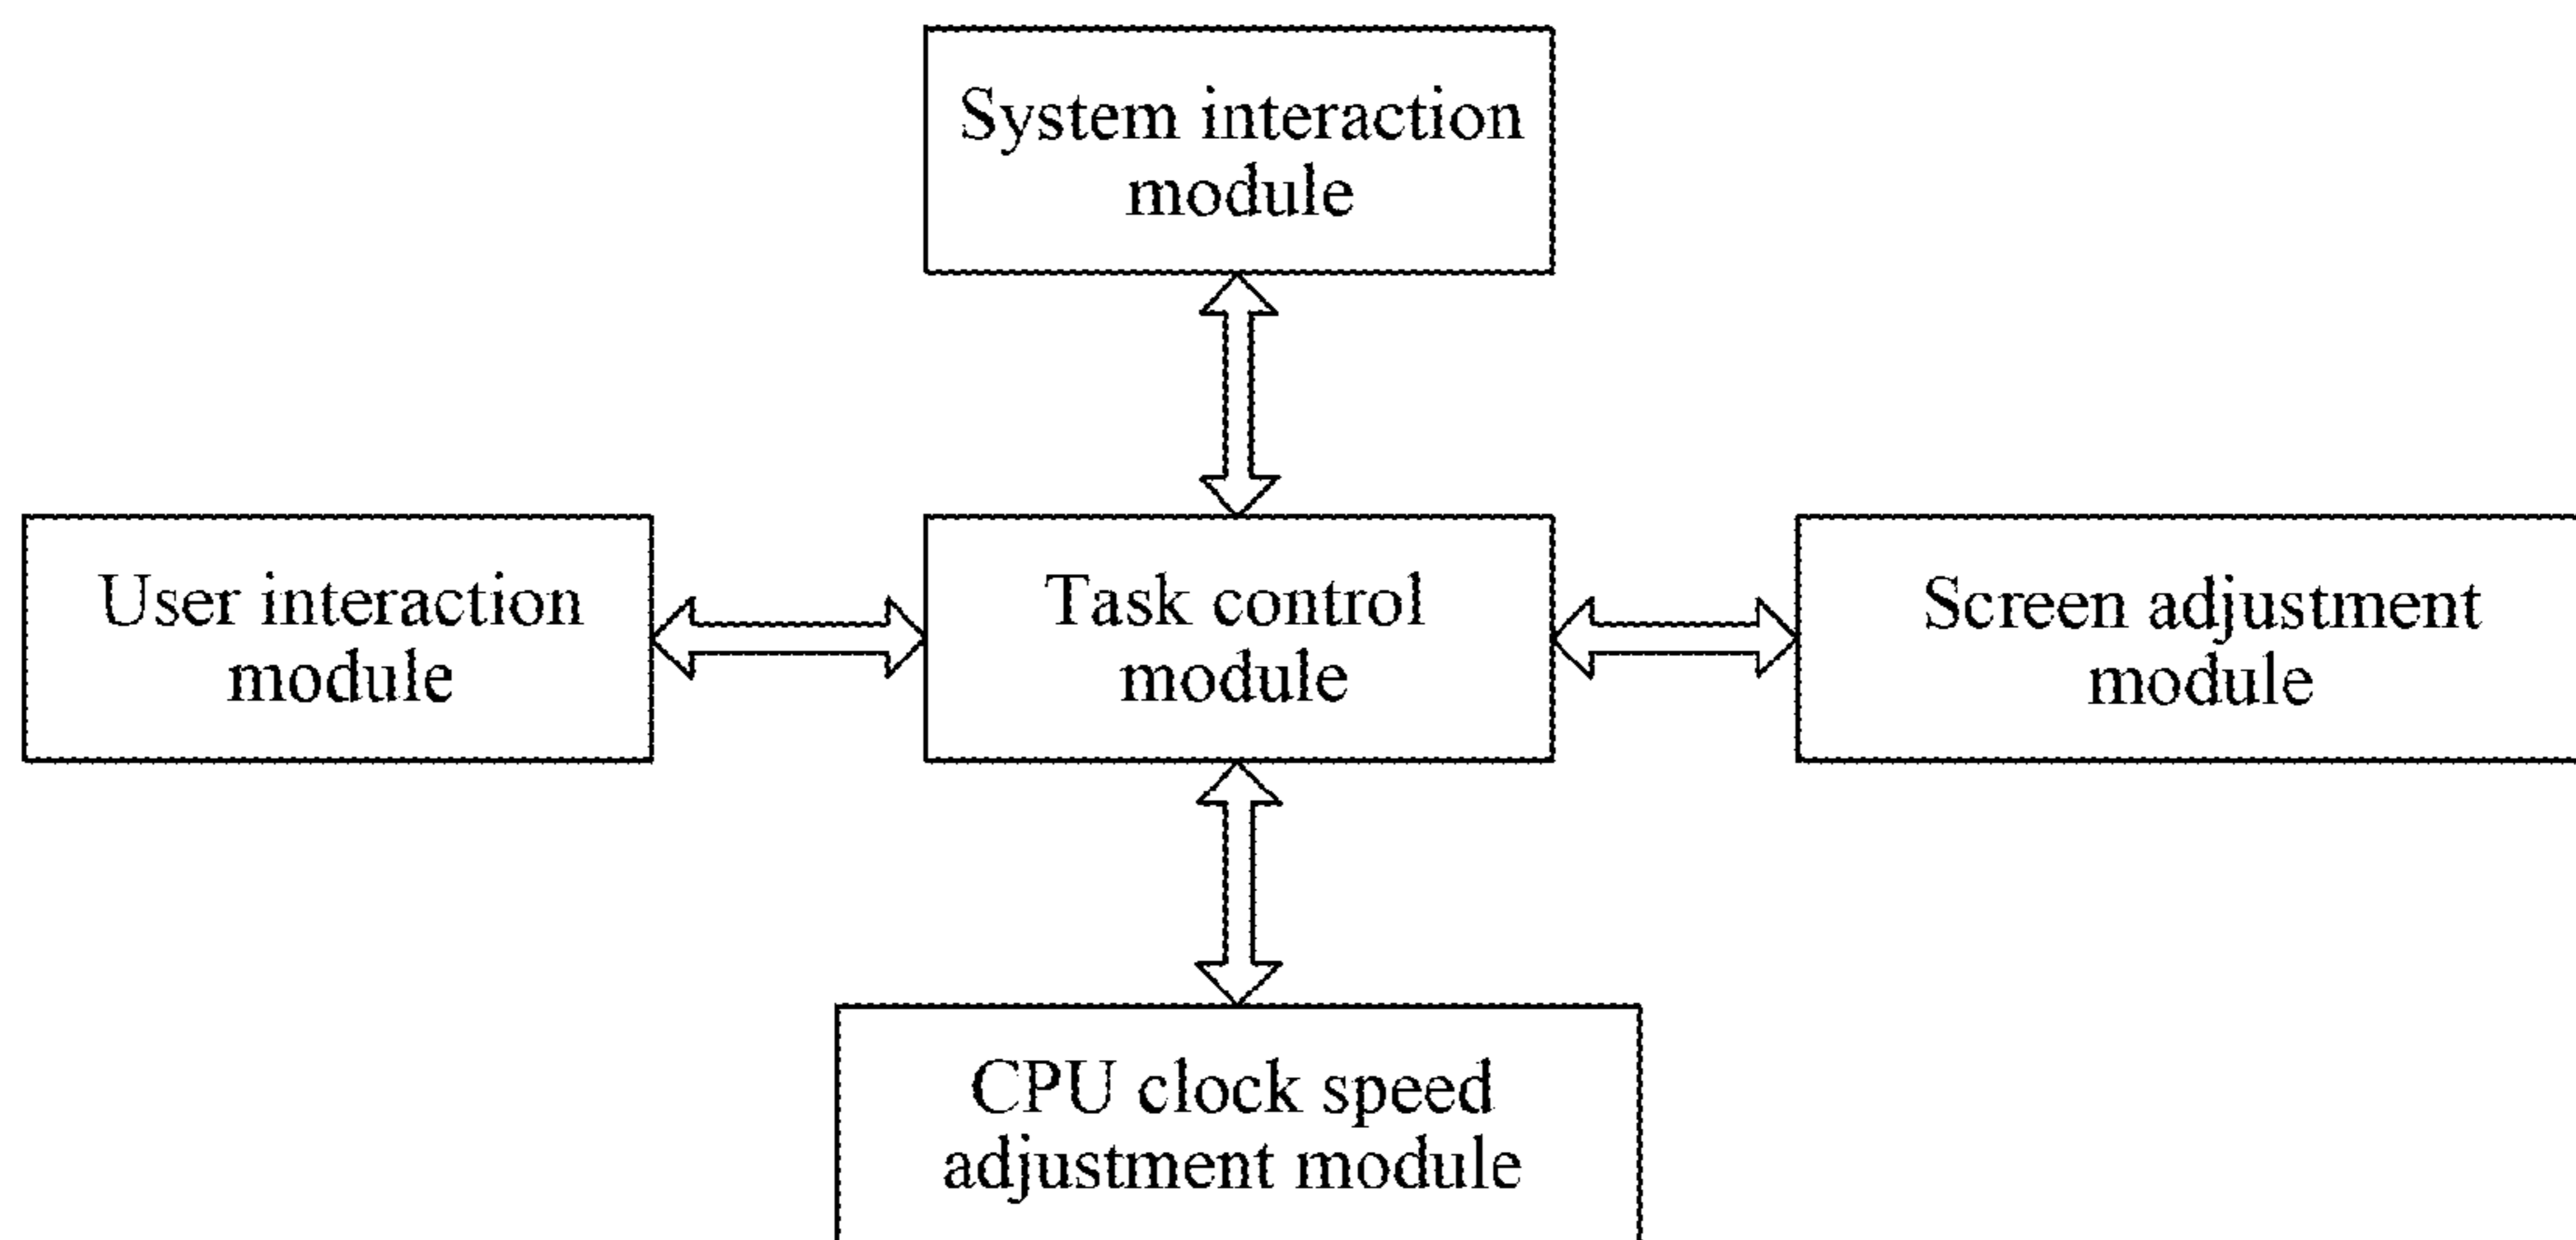 System interaction
module
User interaction
module
Task control
module
Screen adjustment
module
CPU clock speed
adjustment module